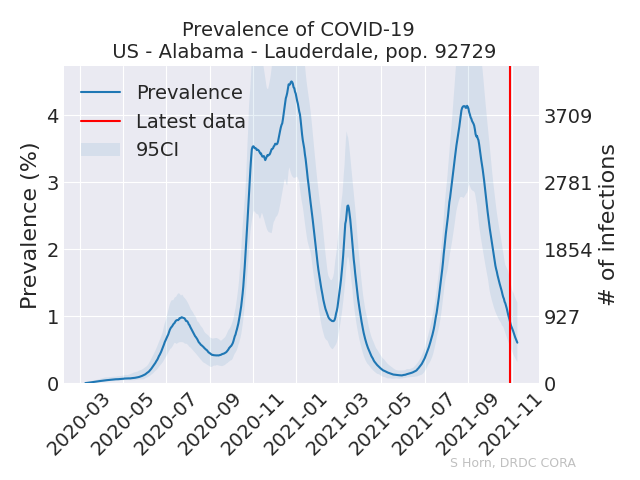 Prevalence of COVID-19
US - Alabama - Lauderdale, pop. 92729
Prevalence
Latest data
95CI
Prevalence (%)
4
3
2
1
0
3709
2781
1854
927
0
# of infections
2020-03
2020-05
2020-07
2020-09
2020-11
2021-01
2021-03
2021-05
2021-07
2021-09
2021-11
S Horn, DRDC CORA